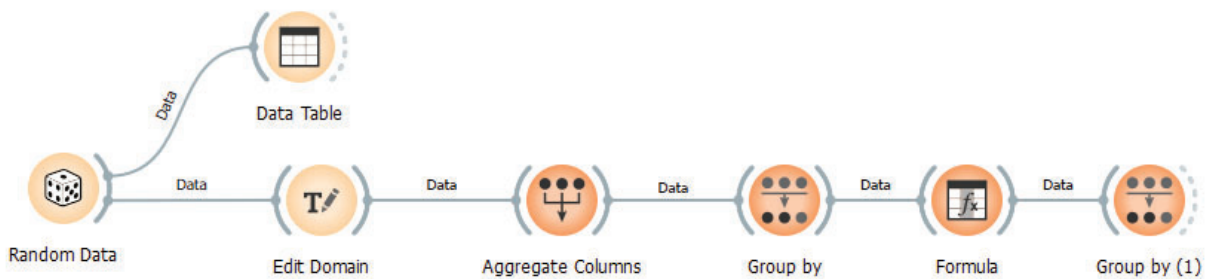 Data
Data Table
Data
Data
Data
Data
Data
Random Data
Edit Domain
Aggregate Columns
Group by
Formula
Group by (1)